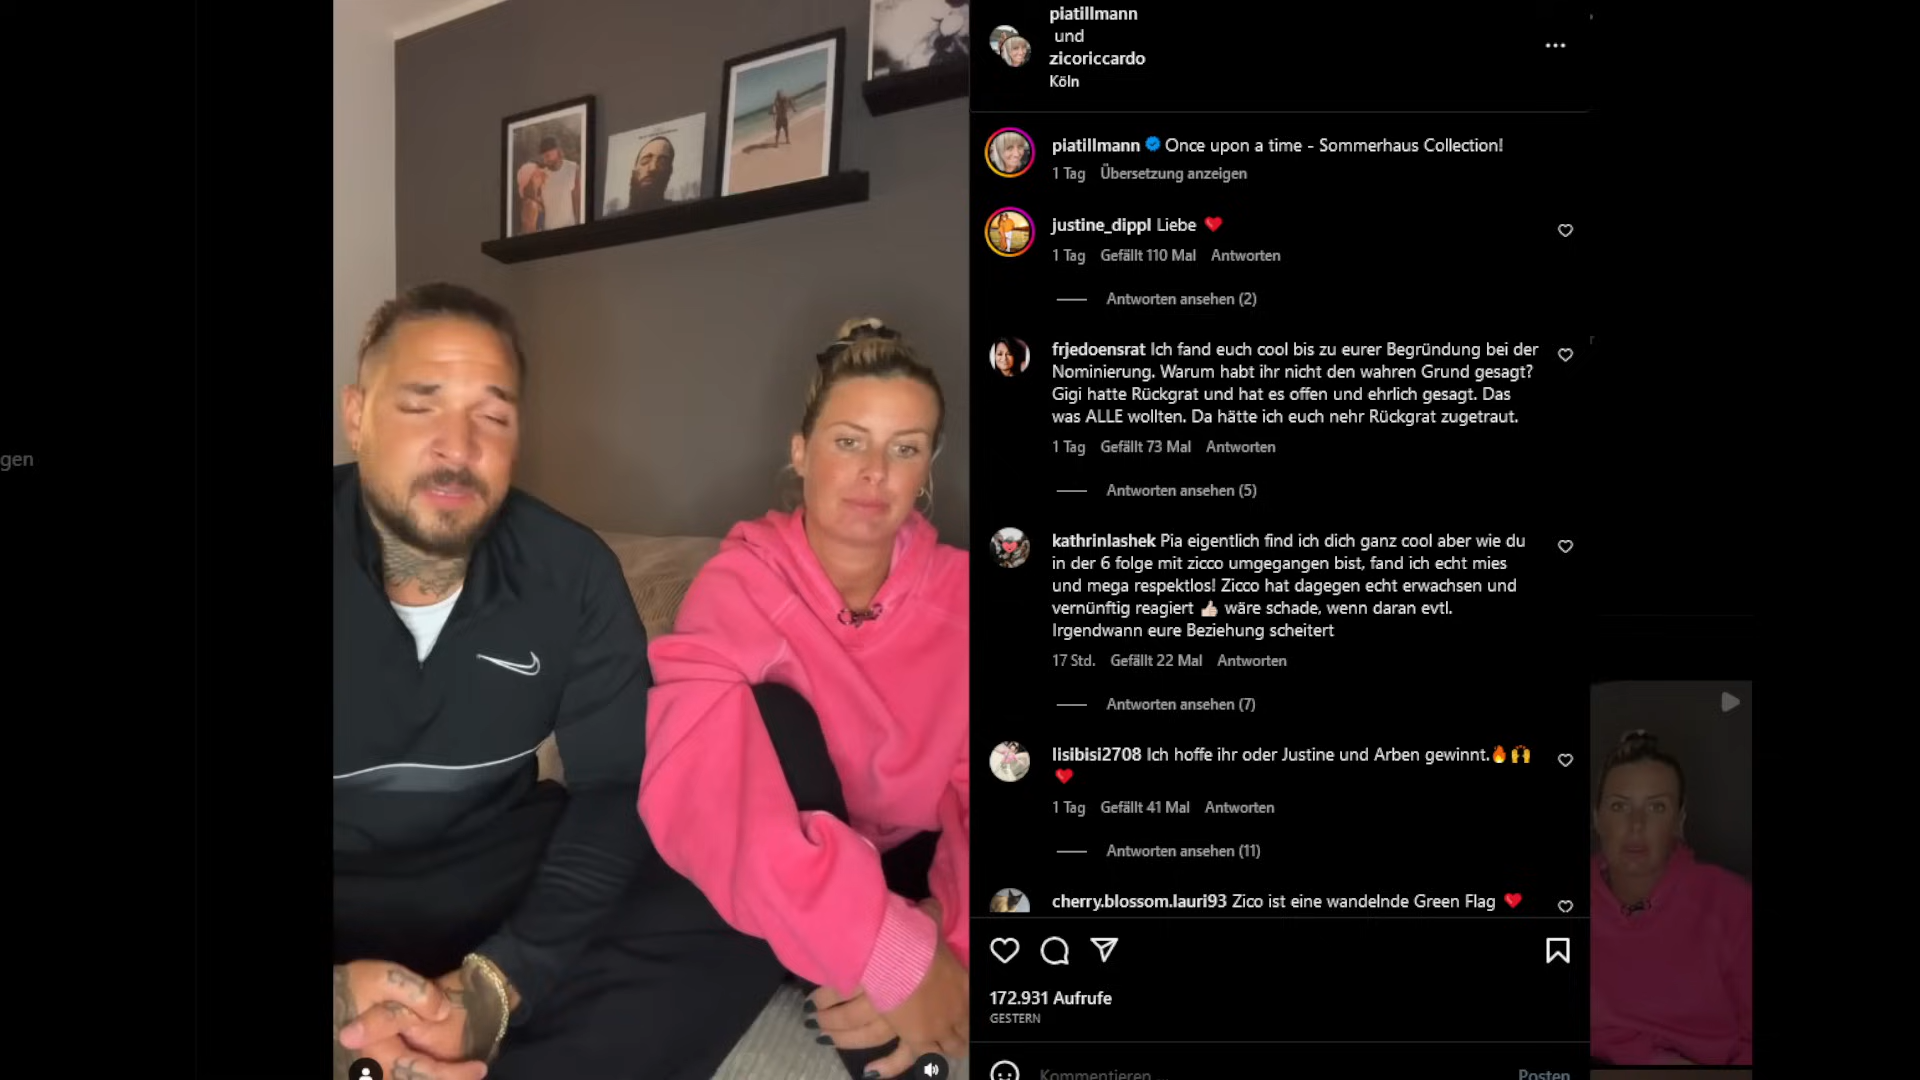 piatillmann
und
zicoriccardo
Köln
piatillmann Once upon a time - Sommerhaus Collection!
1 Tag Übersetzung anzeigen
justine_dippl Liebe ❤️
1 Tag Gefällt 110 Mal Antworten
Antworten ansehen (2)
frjedoensrat Ich fand euch cool bis zu eurer Begründung bei der
Nominierung. Warum habt ihr nicht den wahren Grund gesagt?
Gigi hatte Rückgrat und hat es offen und ehrlich gesagt. Das
was ALLE wollten. Da hätte ich euch nehr Rückgrat zugetraut.
1 Tag Gefällt 73 Mal Antworten
Antworten ansehen (5)
kathrinlashek Pia eigentlich find ich dich ganz cool aber wie du
in der 6 folge mit zicco umgegangen bist, fand ich echt mies
und mega respektlos! Zicco hat dagegen echt erwachsen und
vernünftig reagiert 👍🏻 wäre schade, wenn daran evtl.
Irgendwann eure Beziehung scheitert
17 Std. Gefällt 22 Mal Antworten
Antworten ansehen (7)
lisibisi2708 Ich hoffe ihr oder Justine und Arben gewinnt.🔥🙌
❤️
1 Tag Gefällt 41 Mal Antworten
Antworten ansehen (11)
cherry.blossom.lauri93 Zico ist eine wandelnde Green Flag ❤️
172.931 Aufrufe
GESTERN
Kommentieren ...
Posten
gen